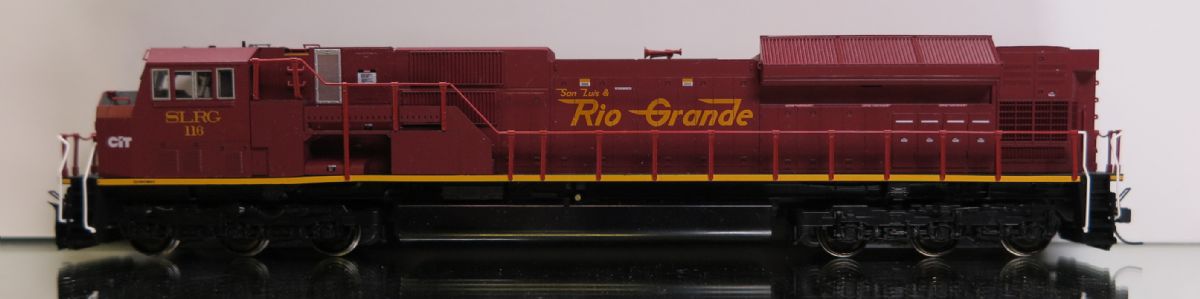 SLRG
116
CIT
San Luis &
Rio Grande